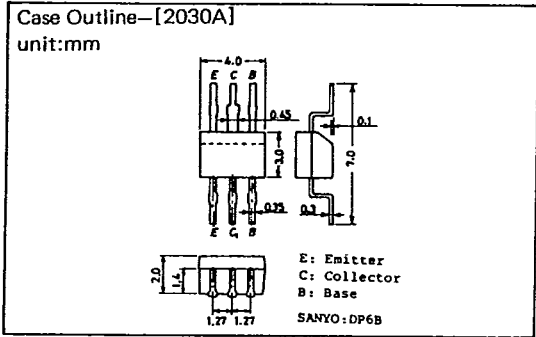 Case Outline—[2030A]
unit:mm
4.0
E C B
0.45
0.1
3.0
7.0
0.35
0.3
E C B
2.0
1.4
1.27 1.27
E: Emitter
C: Collector
B: Base
SANYO:DP6B